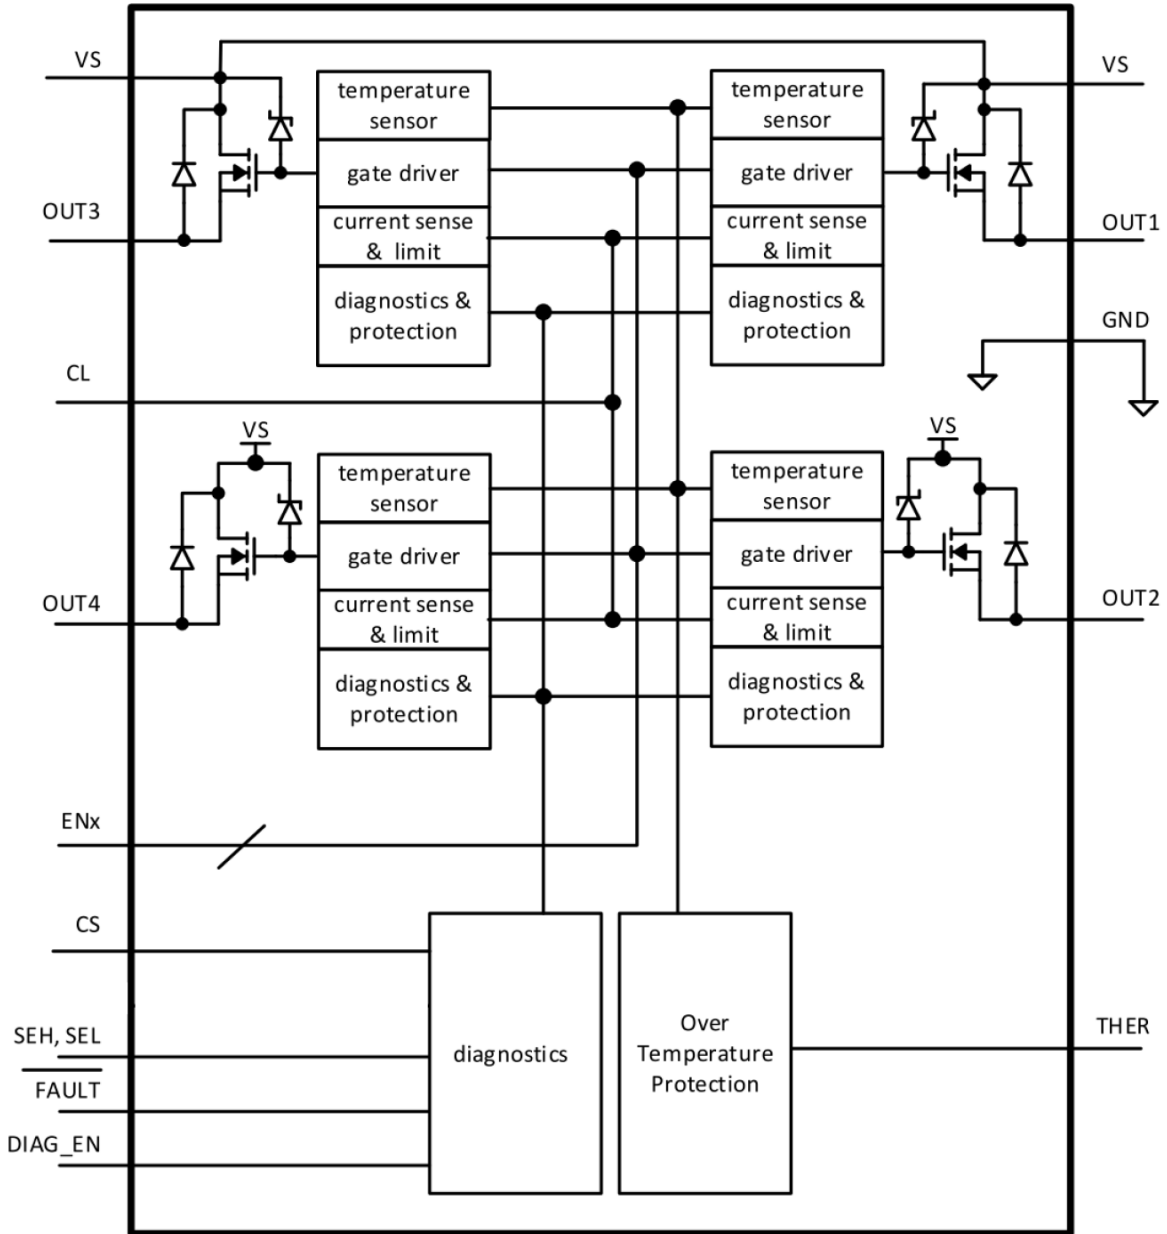 VS
VS
temperature
sensor
temperature
sensor
gate driver
gate driver
OUT3
current sense
& limit
current sense
& limit
OUT1
diagnostics &
protection
diagnostics &
protection
GND
CL
VS
VS
temperature
sensor
temperature
sensor
gate driver
gate driver
OUT4
current sense
& limit
current sense
& limit
OUT2
diagnostics &
protection
diagnostics &
protection
ENx
CS
SEH, SEL
FAULT
DIAG_EN
diagnostics
Over
Temperature
Protection
THER